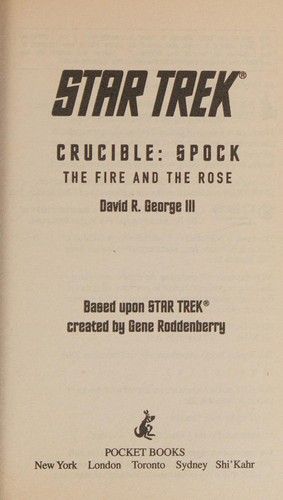 STAR TREK®
CRUCIBLE: SPOCK
THE FIRE AND THE ROSE
David R. George III
Based upon STAR TREK®
created by Gene Roddenberry
POCKET BOOKS
New York London Toronto Sydney Shi'Kahr